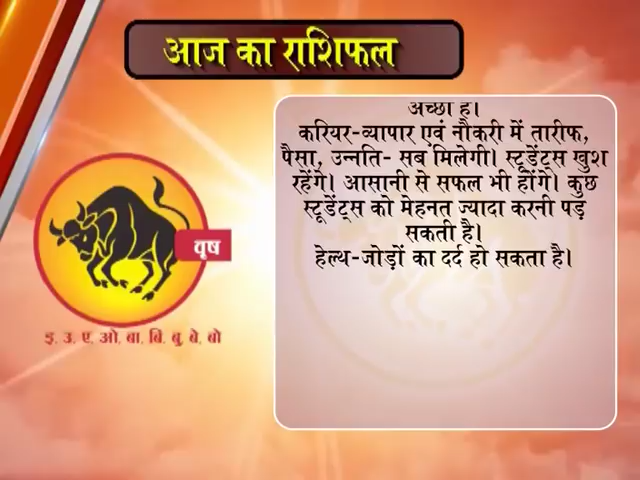 आज का राशिफल
अच्छा है।
करियर-व्यापार एवं नौकरी में तारीफ,
पैसा, उन्नति- सब मिलेगी। स्टूडेंट्स खुश
रहेंगे। आसानी से सफल भी होंगे। कुछ
स्टूडेंट्स को मेहनत ज्यादा करनी पड़
सकती है।
हेल्थ-जोड़ों का दर्द हो सकता है।
वृष
इ. उ. ए. ओ. बा. बि. बु. बे. बो